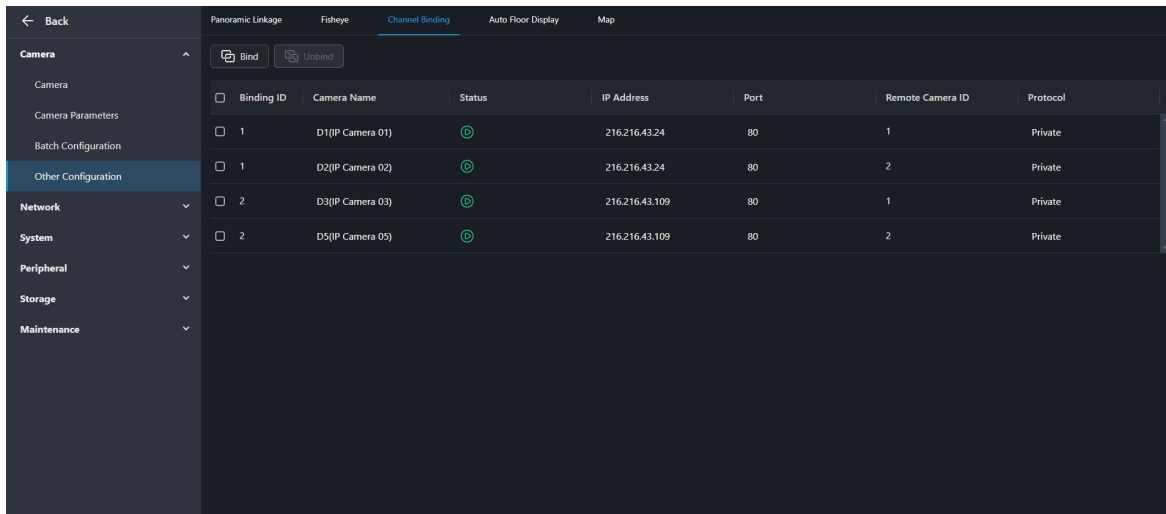 Back
Panoramic Linkage Fisheye Channel Binding Auto Floor Display Map
Camera
Camera
Camera Parameters
Batch Configuration
Other Configuration
Network
System
Peripheral
Storage
Maintenance
Bind Unbind
Binding ID Camera Name Status IP Address Port Remote Camera ID Protocol
1 D1(IP Camera 01) 216.216.43.24 80 1 Private
1 D2(IP Camera 02) 216.216.43.24 80 2 Private
2 D3(IP Camera 03) 216.216.43.109 80 1 Private
2 D5(IP Camera 05) 216.216.43.109 80 2 Private